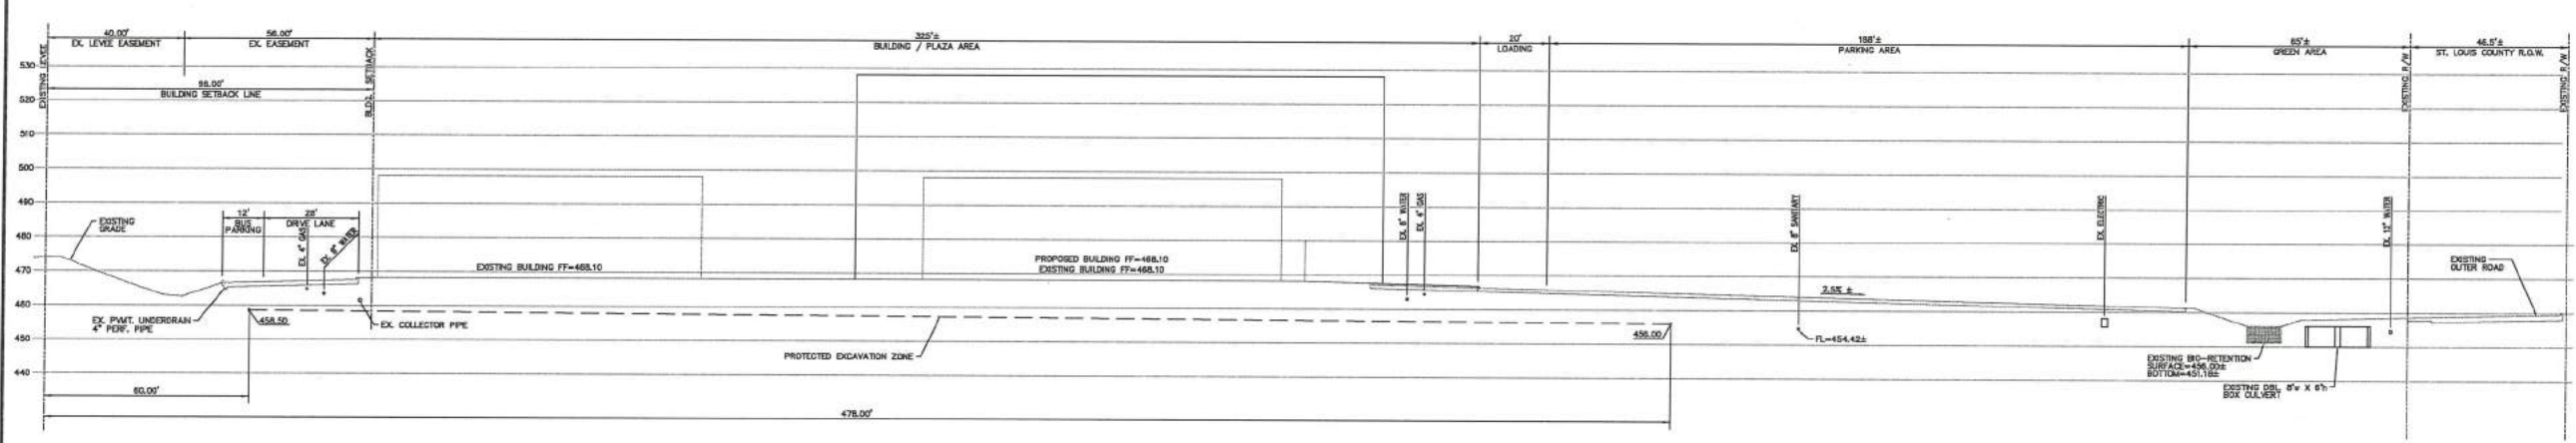 40.00'
EX. LEVEE EASEMENT
56.00'
EX. EASEMENT
325'±
BUILDING / PLAZA AREA
20'
LOADING
188'±
PARKING AREA
65'±
GREEN AREA
46.5'±
ST. LOUIS COUNTY R.O.W.
EXISTING LEVEE
BLDG. SETBACK
EXISTING R/W
EXISTING R/W
96.00'
BUILDING SETBACK LINE
530
520
510
500
490
480
470
460
450
440
EXISTING
GRADE
12'
BUS
PARKING
28'
DRIVE LANE
EX. 4" GAS
EX. 8" WATER
EXISTING BUILDING FF=468.10
PROPOSED BUILDING FF=468.10
EXISTING BUILDING FF=468.10
EX. 8" WATER
EX. 4" GAS
EX. 8" SANITARY
EX. ELECTRIC
EX. 12" WATER
2.5% ±
EXISTING
OUTER ROAD
EX. PVMT. UNDERDRAIN
4" PERF. PIPE
458.50
EX. COLLECTOR PIPE
PROTECTED EXCAVATION ZONE
456.00
FL=454.42±
EXISTING BIO-RETENTION
SURFACE=456.00±
BOTTOM=451.18±
EXISTING DBL. 8'w X 6'h
BOX CULVERT
60.00'
478.00'